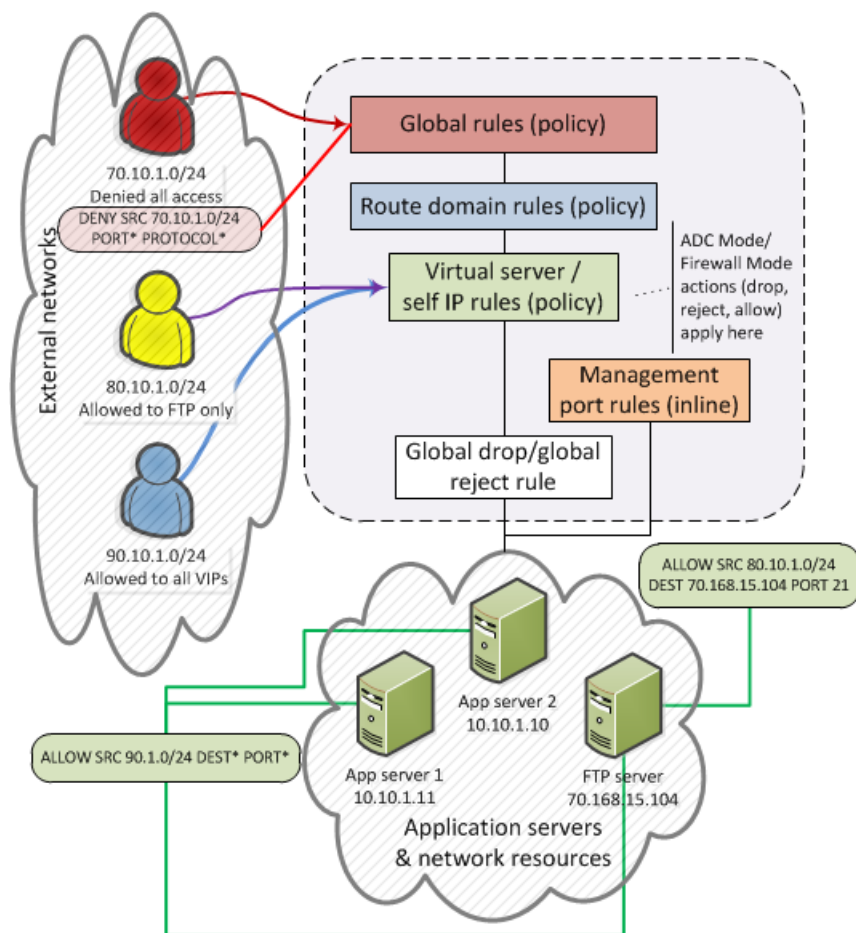 70.10.1.0/24
Denied all access
DENY SRC 70.10.1.0/24
PORT* PROTOCOL*
External networks
80.10.1.0/24
Allowed to FTP only
90.10.1.0/24
Allowed to all VIPs
Global rules (policy)
Route domain rules (policy)
Virtual server /
self IP rules (policy)
ADC Mode/
Firewall Mode
actions (drop,
reject, allow)
apply here
Management
port rules (inline)
Global drop/global
reject rule
ALLOW SRC 80.10.1.0/24
DEST 70.168.15.104 PORT 21
App server 2
10.10.1.10
ALLOW SRC 90.1.0/24 DEST* PORT*
App server 1
10.10.1.11
FTP server
70.168.15.104
Application servers
& network resources